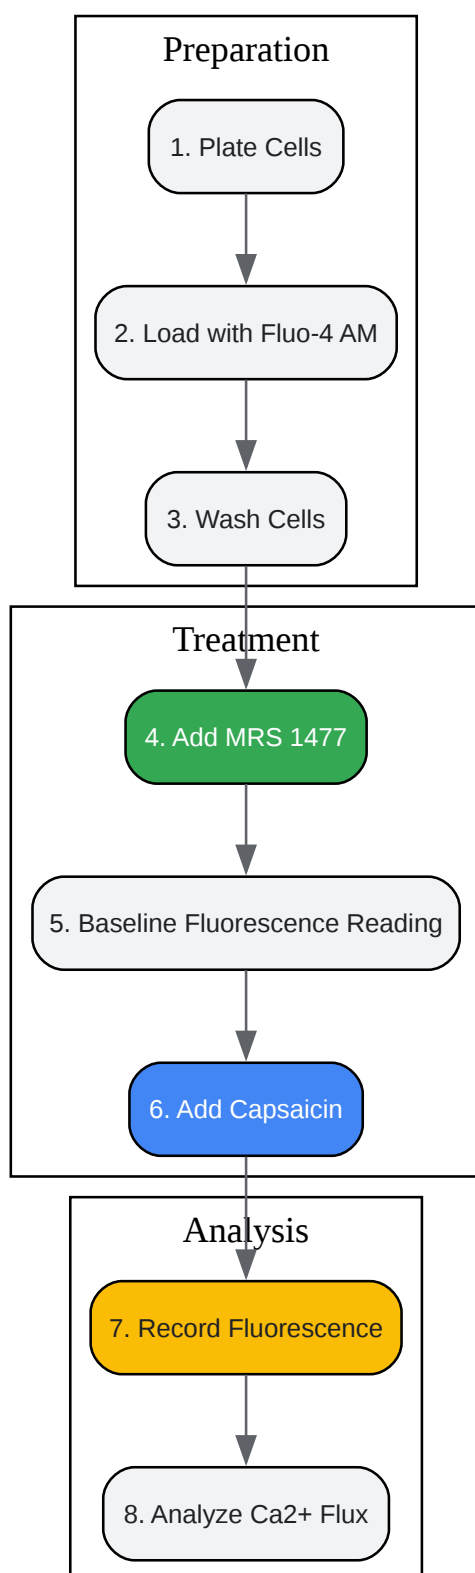 Preparation
1. Plate Cells
2. Load with Fluo-4 AM
3. Wash Cells
Treatment
4. Add MRS 1477
5. Baseline Fluorescence Reading
6. Add Capsaicin
Analysis
7. Record Fluorescence
8. Analyze Ca2+ Flux